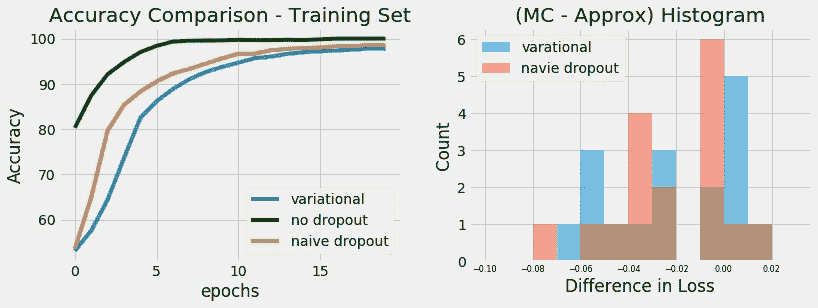 Accuracy Comparison - Training Set
100
90
80
70
60
Accuracy
variational
no dropout
naive dropout
0
5
10
15
epochs
(MC - Approx) Histogram
6
5
4
3
2
1
0
Count
varational
navie dropout
−0.10
−0.08
−0.06
−0.04
−0.02
0.00
0.02
Difference in Loss